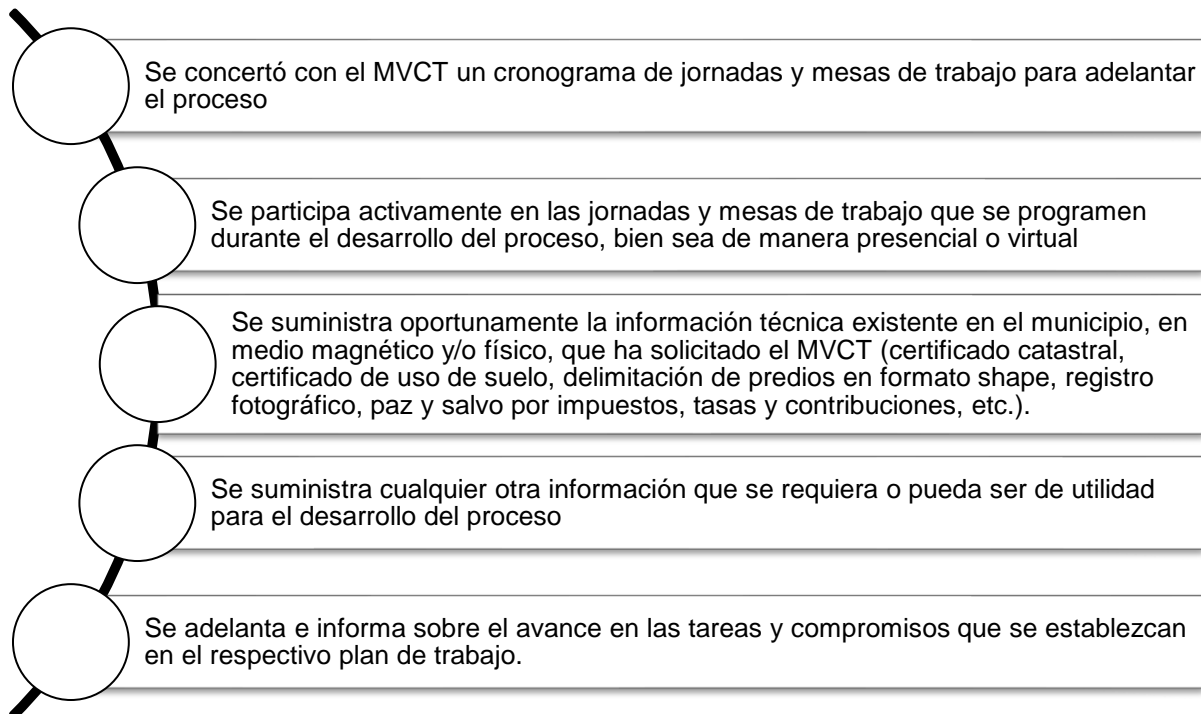 Se concertó con el MVCT un cronograma de jornadas y mesas de trabajo para adelantar
el proceso
Se participa activamente en las jornadas y mesas de trabajo que se programen
durante el desarrollo del proceso, bien sea de manera presencial o virtual
Se suministra oportunamente la información técnica existente en el municipio, en
medio magnético y/o físico, que ha solicitado el MVCT (certificado catastral,
certificado de uso de suelo, delimitación de predios en formato shape, registro
fotográfico, paz y salvo por impuestos, tasas y contribuciones, etc.).
Se suministra cualquier otra información que se requiera o pueda ser de utilidad
para el desarrollo del proceso
Se adelanta e informa sobre el avance en las tareas y compromisos que se establezcan
en el respectivo plan de trabajo.